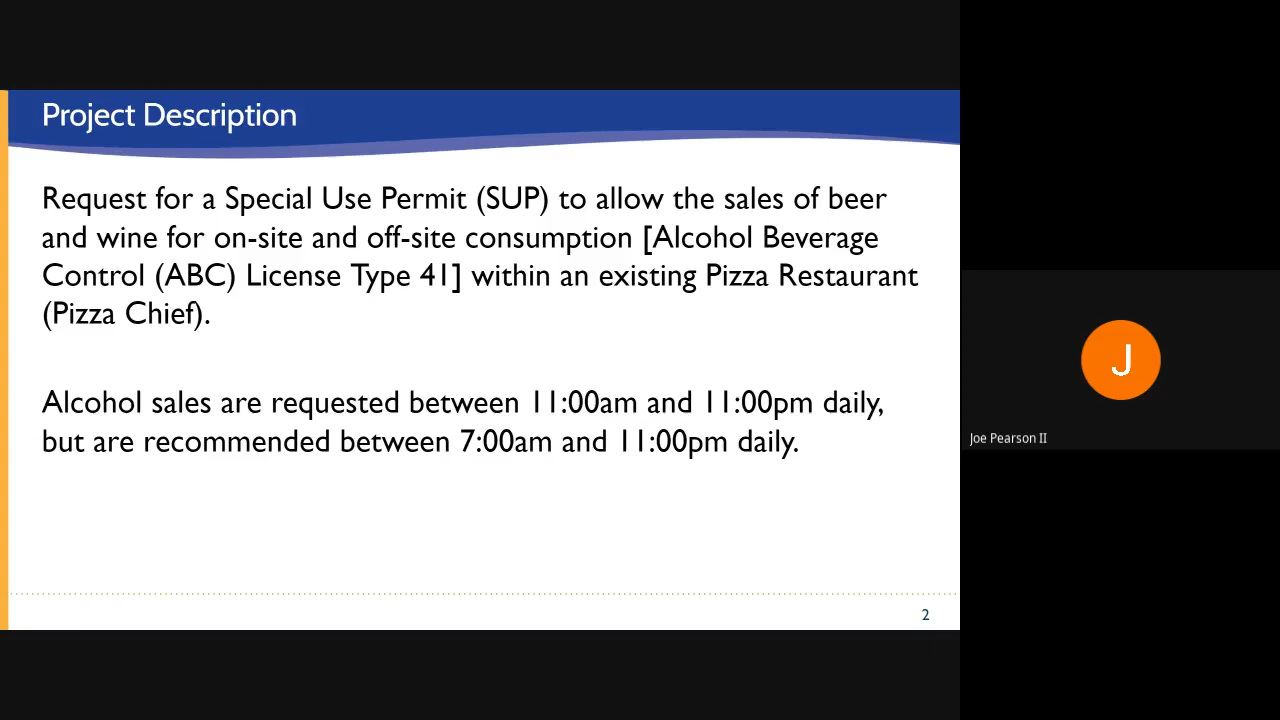 Project Description
Request for a Special Use Permit (SUP) to allow the sales of beer
and wine for on-site and off-site consumption [Alcohol Beverage
Control (ABC) License Type 41] within an existing Pizza Restaurant
(Pizza Chief).
Alcohol sales are requested between 11:00am and 11:00pm daily,
but are recommended between 7:00am and 11:00pm daily.
2
J
Joe Pearson II